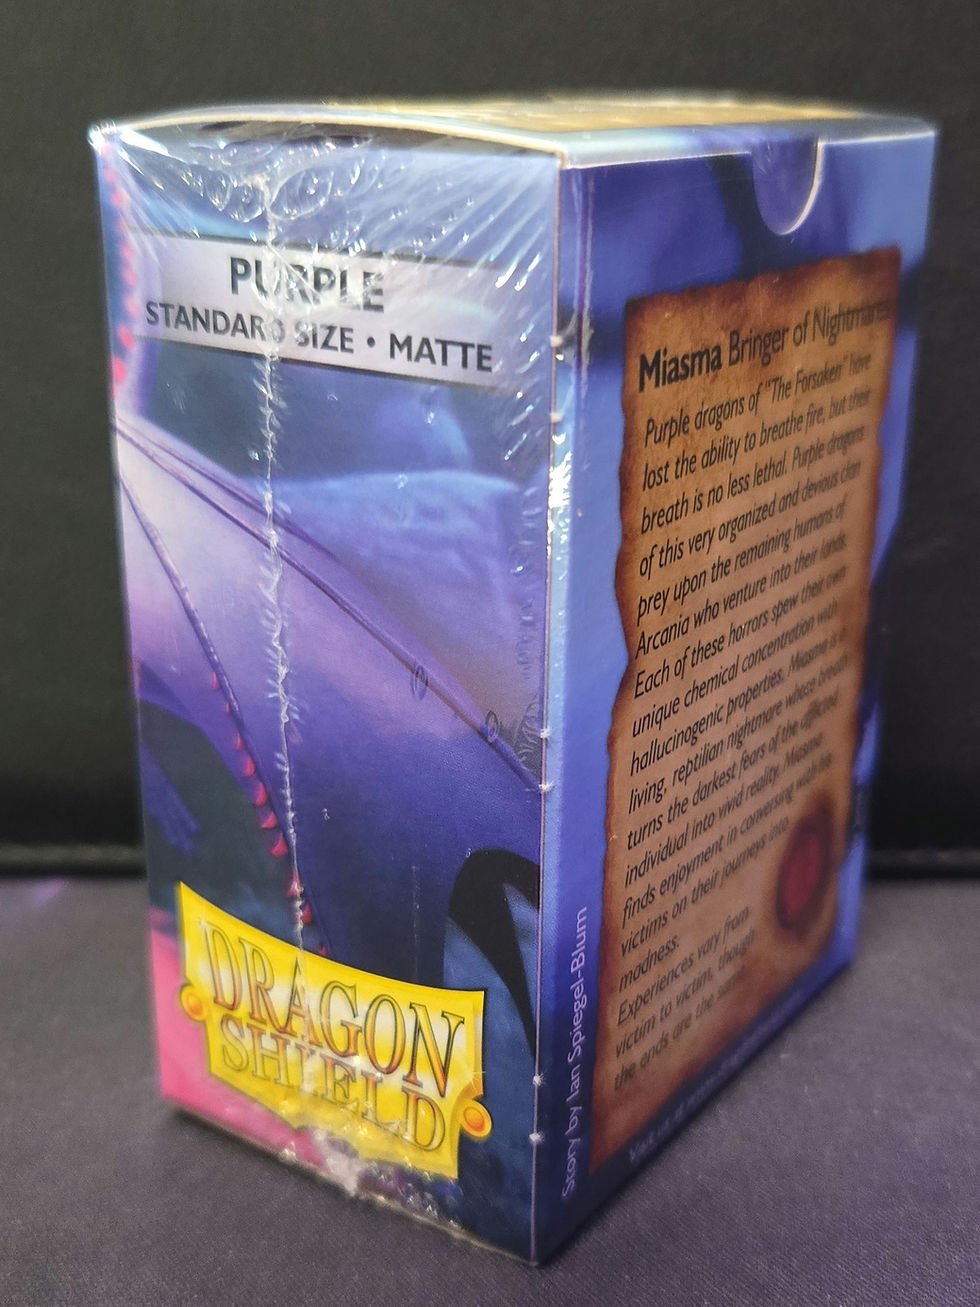 PURPLE
STANDARD SIZE • MATTE
DRAGON
SHIELD
Miasma Bringer of Nightmares
Purple dragons of "The Forsaken" have
lost the ability to breathe fire, but their
breath is no less lethal. Purple dragons
of this very organized and devious clan
prey upon the remaining humans of
Arcania who venture into their lands.
Each of these horrors spew their own
unique chemical concentration with
hallucinogenic properties. Miasma is a
living, reptilian nightmare whose breath
turns the darkest fears of the afflicted
individual into vivid reality. Miasma
finds enjoyment in conversing with his
victims on their journeys into
madness.
Experiences vary from
victim to victim, though
the ends are the same.
Story by Ian Spiegel-Blum
Visit us at